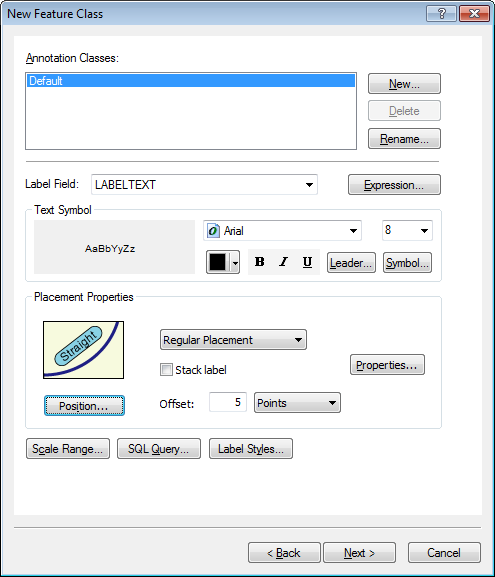 New Feature Class
Annotation Classes:
Default
New...
Delete
Rename...
Label Field: LABELTEXT Expression...
Text Symbol
AaBbYyZz
Arial 8
B I U Leader... Symbol...
Placement Properties
Straight
Regular Placement
Stack label
Properties...
Position... Offset: 5 Points
Scale Range... SQL Query... Label Styles...
< Back Next > Cancel